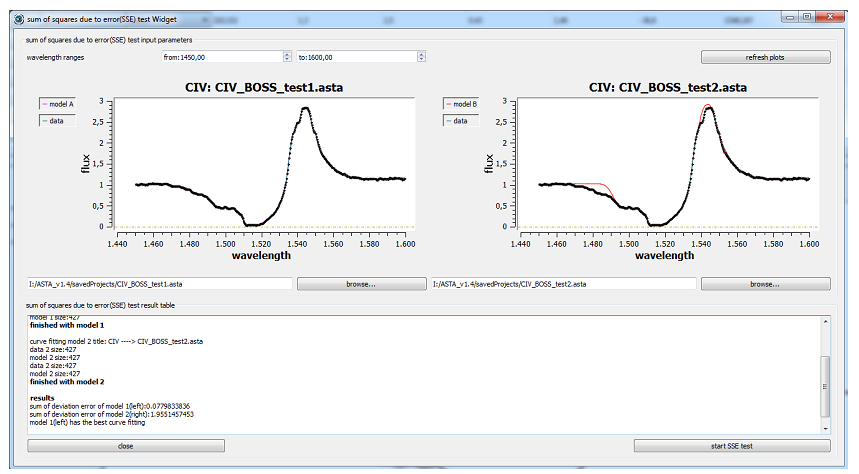 sum of squares due to error(SSE) test Widget
sum of squares due to error(SSE) test input parameters
wavelength ranges
from:1450,00
to:1600,00
refresh plots
CIV: CIV_BOSS_test1.asta
model A
data
flux
3
2,5
2
1,5
1
0,5
0
1.440 1.460 1.480 1.500 1.520 1.540 1.560 1.580 1.600
wavelength
CIV: CIV_BOSS_test2.asta
model B
data
flux
3
2,5
2
1,5
1
0,5
0
1.440 1.460 1.480 1.500 1.520 1.540 1.560 1.580 1.600
wavelength
I:/ASTA_v1.4/savedProjects/CIV_BOSS_test1.asta
browse...
I:/ASTA_v1.4/savedProjects/CIV_BOSS_test2.asta
browse...
sum of squares due to error(SSE) test result table
model 1 size:427
finished with model 1
curve fitting model 2 title: CIV ----> CIV_BOSS_test2.asta
data 2 size:427
model 2 size:427
data 2 size:427
model 2 size:427
finished with model 2
results
sum of deviation error of model 1(left):0.0779833836
sum of deviation error of model 2(right):1.9551457453
model 1(left) has the best curve fitting
close
start SSE test